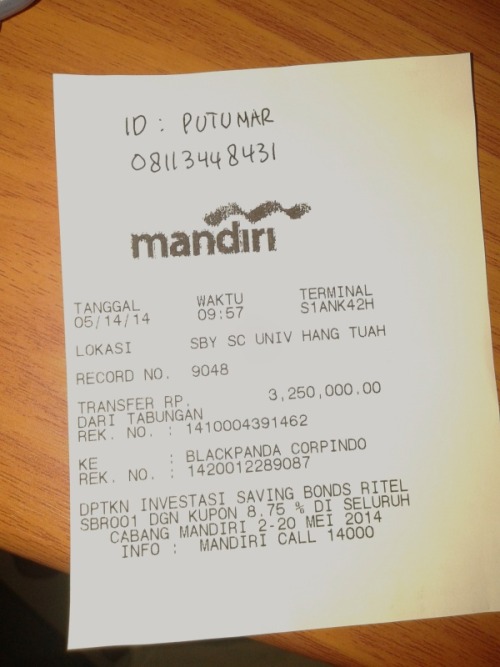 ID : PUTUMAR
08113448431
mandiri
TANGGAL WAKTU TERMINAL
05/14/14 09:57 S1ANK42H
LOKASI SBY SC UNIV HANG TUAH
RECORD NO. 9048
TRANSFER RP. 3,250,000.00
DARI TABUNGAN
REK. NO. : 1410004391462
KE : BLACKPANDA CORPINDO
REK. NO. : 1420012289087
DPTKN INVESTASI SAVING BONDS RITEL
SBR001 DGN KUPON 8.75 % DI SELURUH
CABANG MANDIRI 2-20 MEI 2014
INFO : MANDIRI CALL 14000